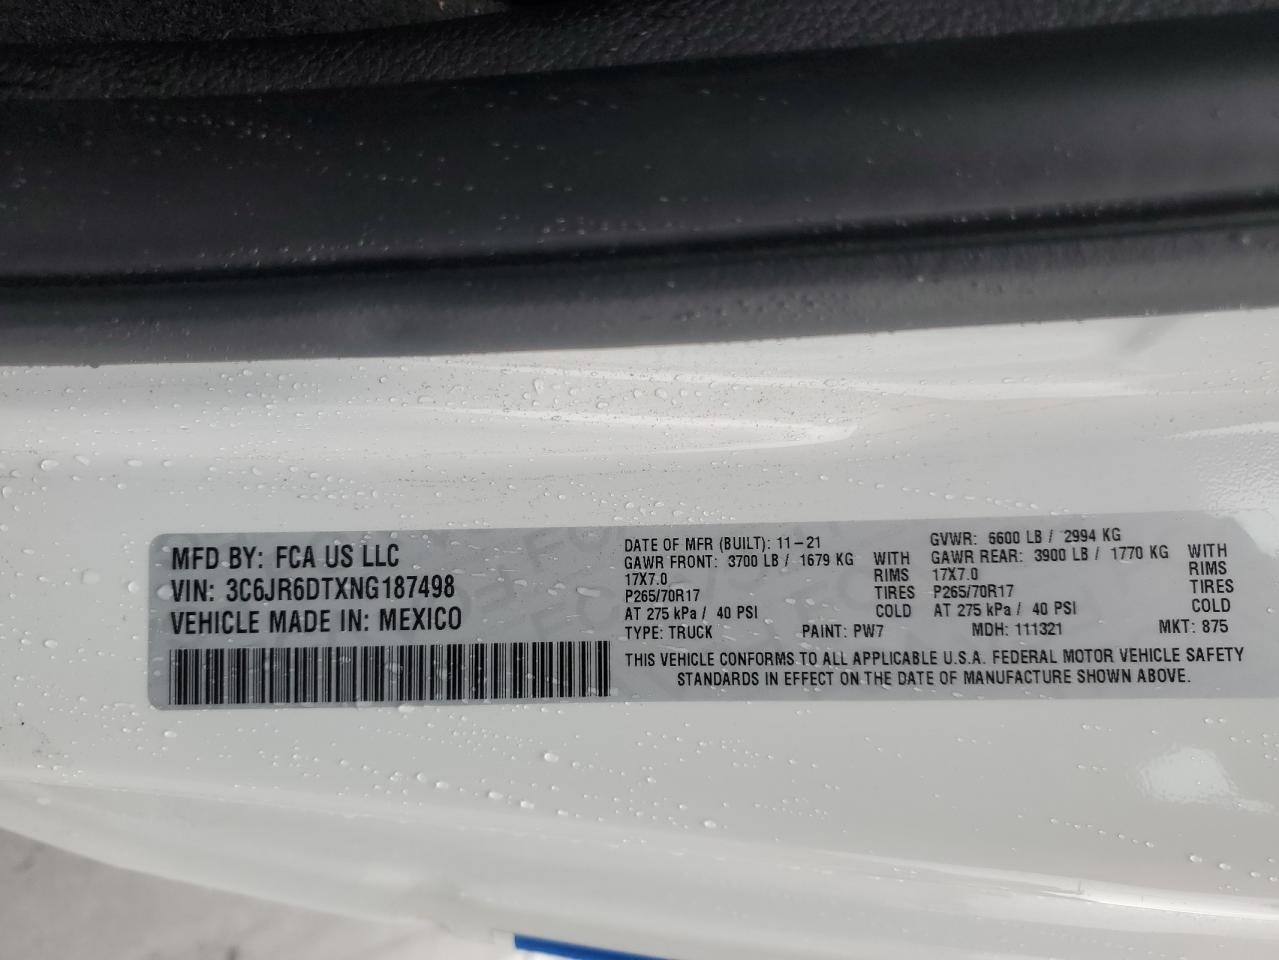 MFD BY: FCA US LLC
VIN: 3C6JR6DTXNG187498
VEHICLE MADE IN: MEXICO
DATE OF MFR (BUILT): 11-21
GAWR FRONT: 3700 LB / 1679 KG WITH
17X7.0 RIMS
P265/70R17 TIRES
AT 275 kPa / 40 PSI COLD
GVWR: 6600 LB / 2994 KG
GAWR REAR: 3900 LB / 1770 KG WITH
17X7.0 RIMS
P265/70R17 TIRES
AT 275 kPa / 40 PSI COLD
TYPE: TRUCK PAINT: PW7 MDH: 111321 MKT: 875
THIS VEHICLE CONFORMS TO ALL APPLICABLE U.S.A. FEDERAL MOTOR VEHICLE SAFETY
STANDARDS IN EFFECT ON THE DATE OF MANUFACTURE SHOWN ABOVE.